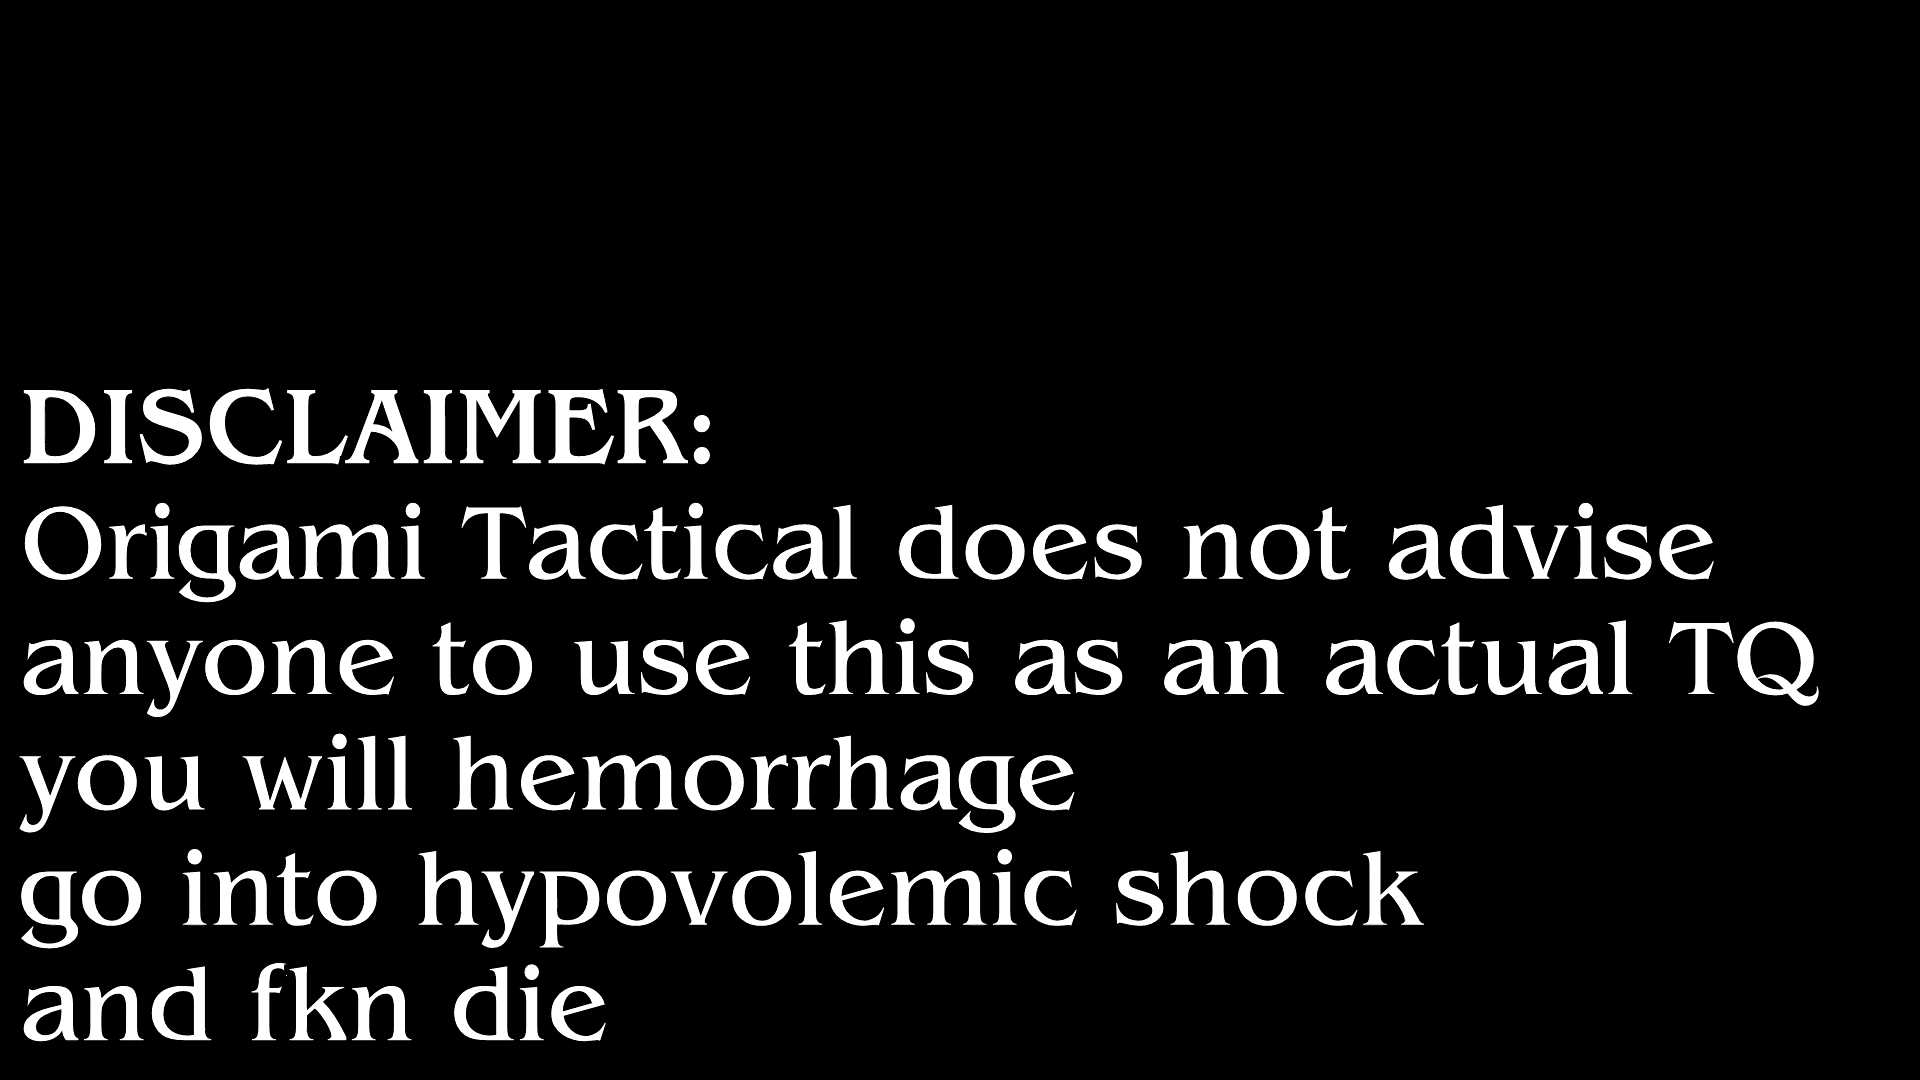 DISCLAIMER:
Origami Tactical does not advise
anyone to use this as an actual TQ
you will hemorrhage
go into hypovolemic shock
and fkn die